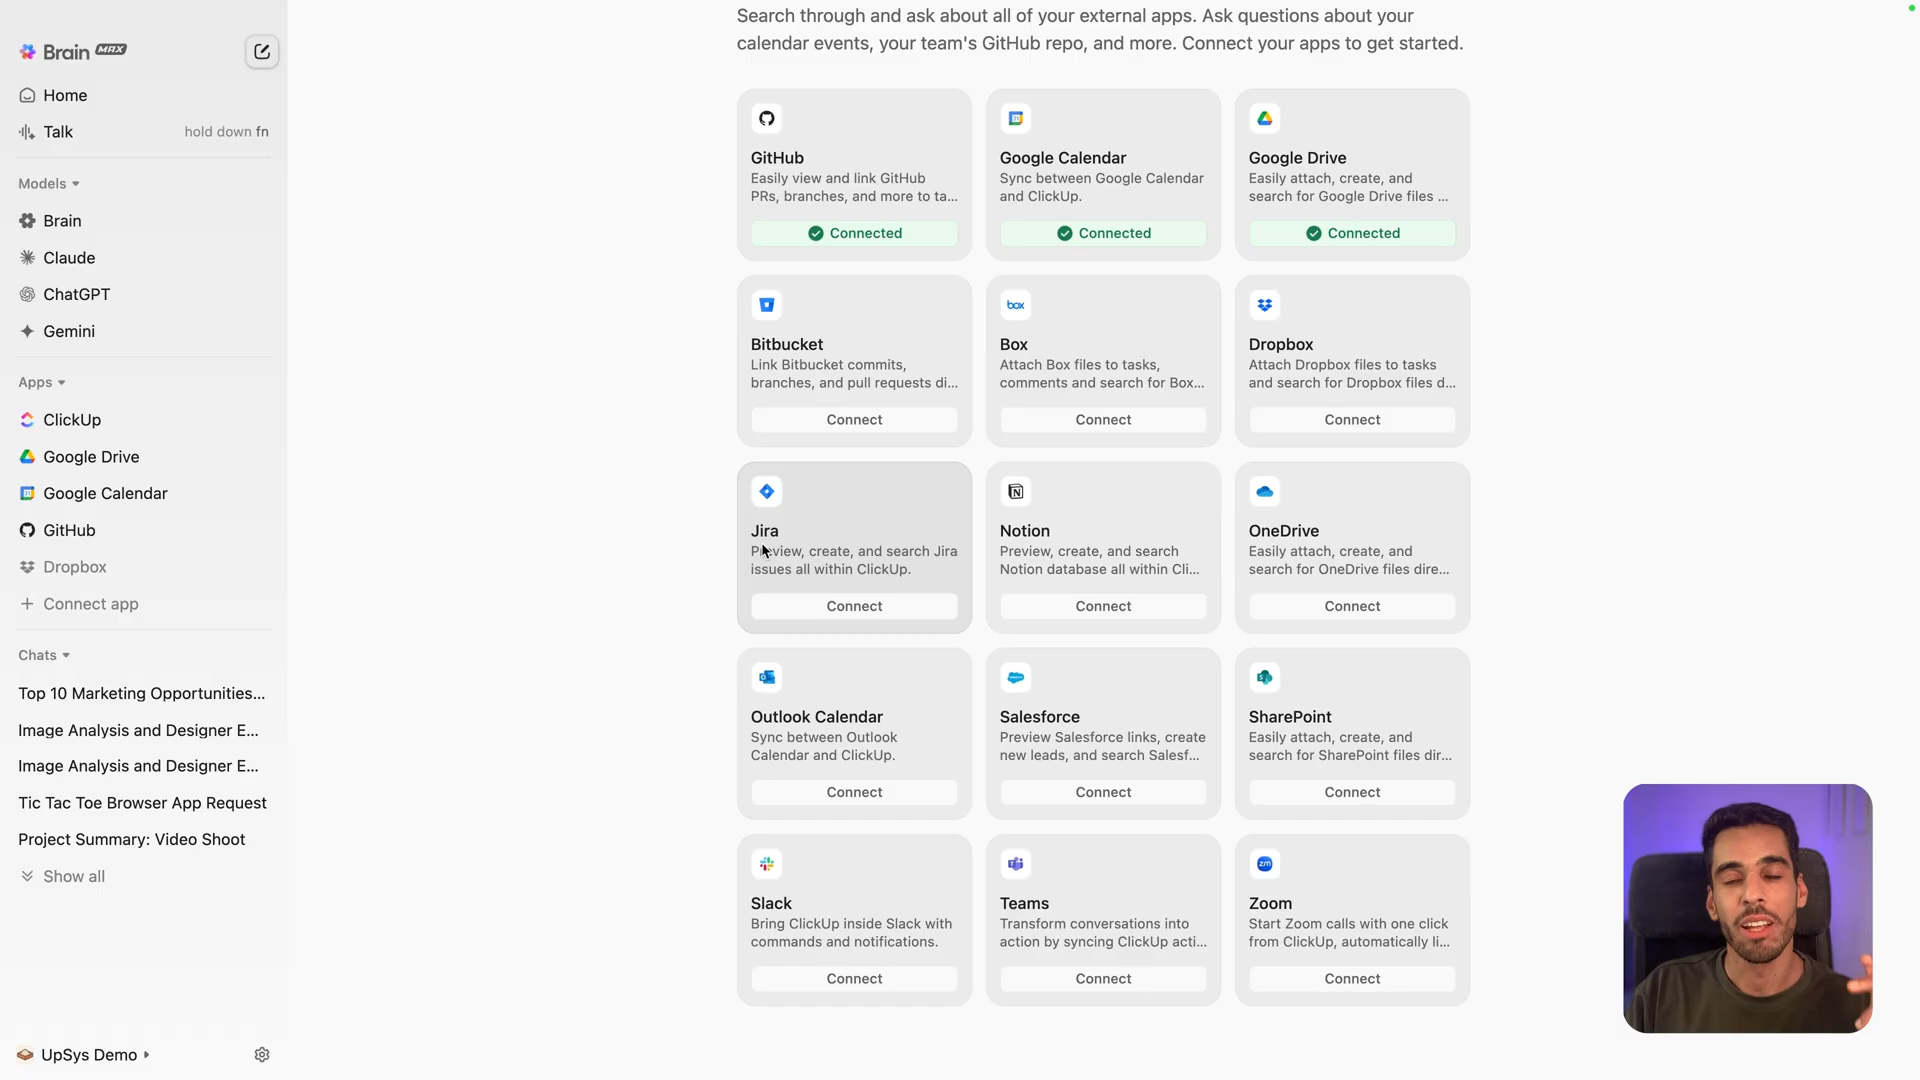 Brain MAX
Home
Talk hold down fn
Models
Brain
Claude
ChatGPT
Gemini
Apps
ClickUp
Google Drive
Google Calendar
GitHub
Dropbox
Connect app
Chats
Top 10 Marketing Opportunities...
Image Analysis and Designer E...
Image Analysis and Designer E...
Tic Tac Toe Browser App Request
Project Summary: Video Shoot
Show all
UpSys Demo
Search through and ask about all of your external apps. Ask questions about your
calendar events, your team's GitHub repo, and more. Connect your apps to get started.
GitHub
Easily view and link GitHub
PRs, branches, and more to ta...
Connected
Google Calendar
Sync between Google Calendar
and ClickUp.
Connected
Google Drive
Easily attach, create, and
search for Google Drive files ...
Connected
Bitbucket
Link Bitbucket commits,
branches, and pull requests di...
Connect
box
Box
Attach Box files to tasks,
comments and search for Box...
Connect
Dropbox
Attach Dropbox files to tasks
and search for Dropbox files d...
Connect
Jira
Preview, create, and search Jira
issues all within ClickUp.
Connect
Notion
Preview, create, and search
Notion database all within Cli...
Connect
OneDrive
Easily attach, create, and
search for OneDrive files dire...
Connect
Outlook Calendar
Sync between Outlook
Calendar and ClickUp.
Connect
Salesforce
Preview Salesforce links, create
new leads, and search Salesf...
Connect
SharePoint
Easily attach, create, and
search for SharePoint files dir...
Connect
Slack
Bring ClickUp inside Slack with
commands and notifications.
Connect
Teams
Transform conversations into
action by syncing ClickUp acti...
Connect
zm
Zoom
Start Zoom calls with one click
from ClickUp, automatically li...
Connect